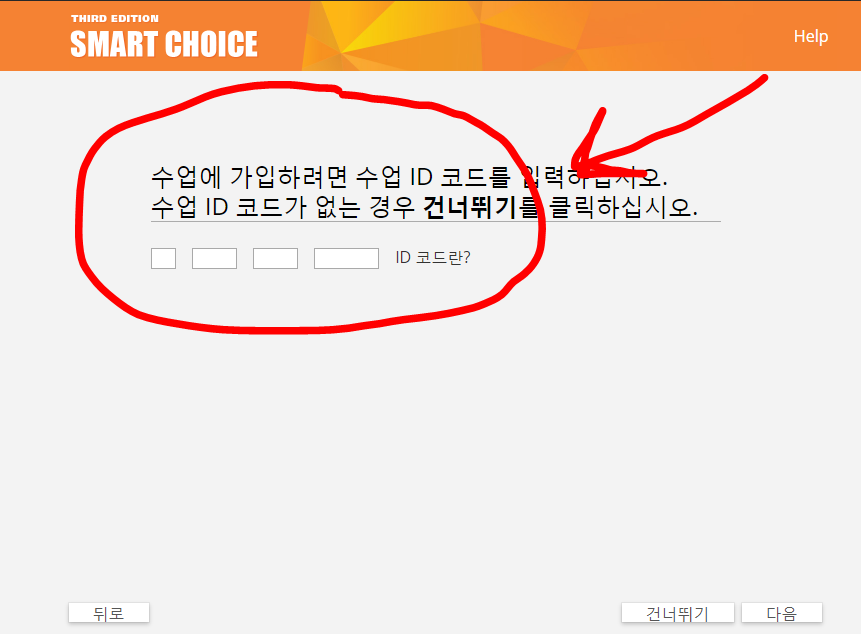 THIRD EDITION
SMART CHOICE
Help
수업에 가입하려면 수업 ID 코드를 입력하십시오.
수업 ID 코드가 없는 경우 건너뛰기를 클릭하십시오.
ID 코드란?
뒤로
건너뛰기
다음